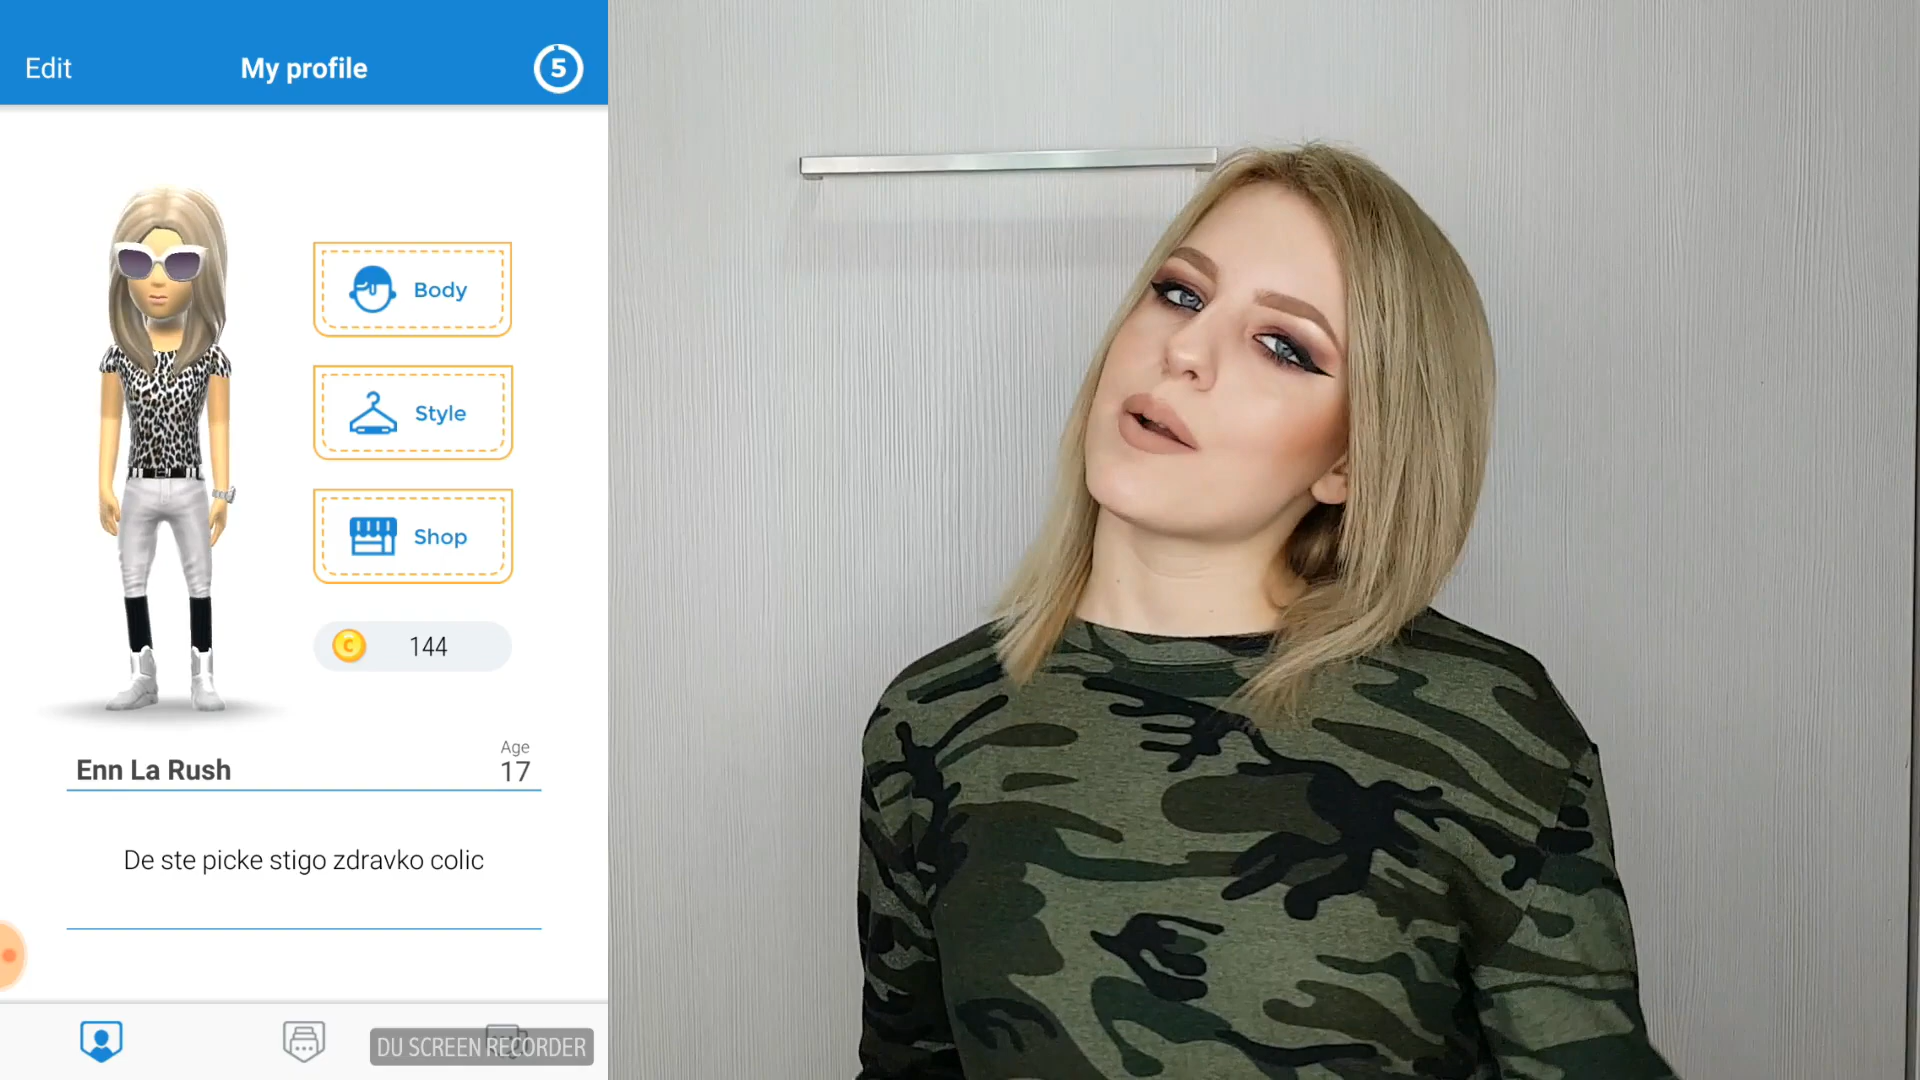 Edit
My profile
5
Body
Style
Shop
C
144
Age
Enn La Rush
17
De ste picke stigo zdravko colic
DU SCREEN RECORDER